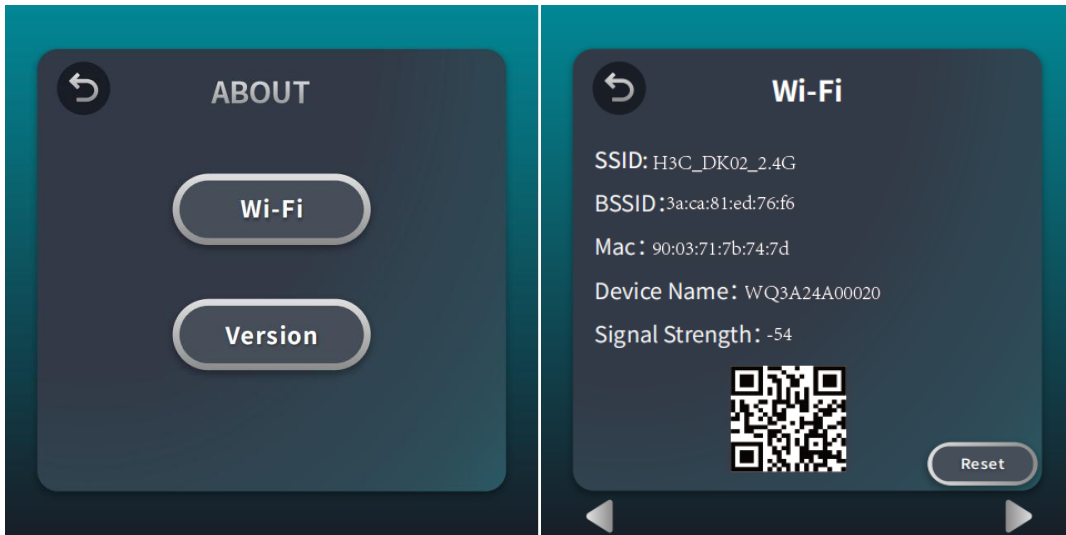 ABOUT
Wi-Fi
Version
Wi-Fi
SSID: H3C_DK02_2.4G
BSSID:3a:ca:81:ed:76:f6
Mac: 90:03:71:7b:74:7d
Device Name: WQ3A24A00020
Signal Strength: -54
Reset